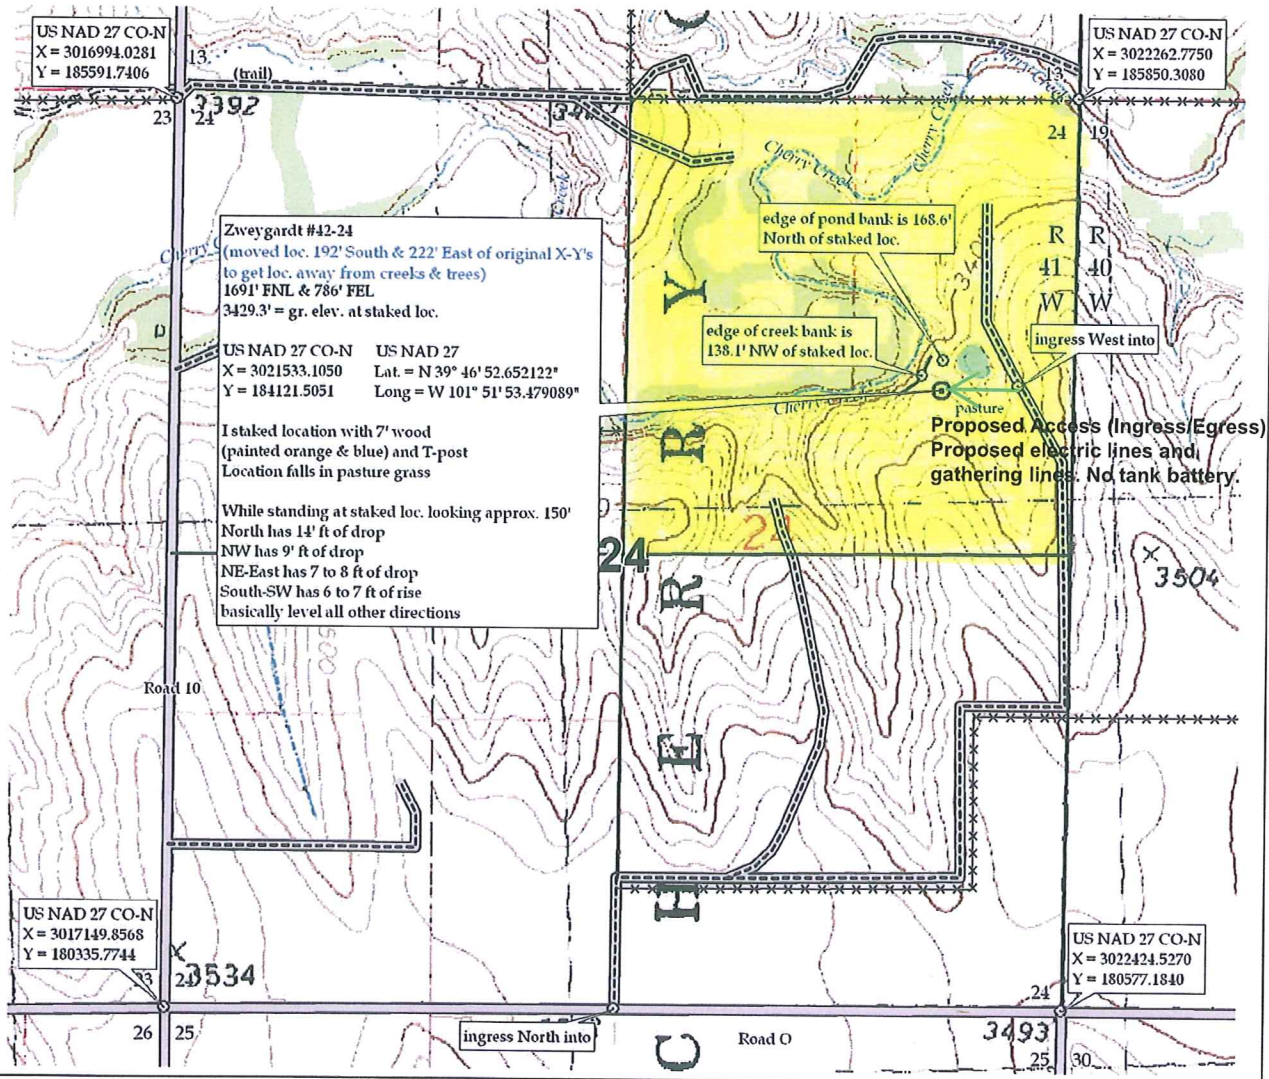 US NAD 27 CO-N
X = 3016994.0281
Y = 185591.7406
US NAD 27 CO-N
X = 3022262.7750
Y = 185850.3080
13
(trail)
3392
23
24
13
24
19
Cherry Creek
Cherry Creek
Creek
R
41
W
R
40
W
340
edge of pond bank is 168.6'
North of staked loc.
edge of creek bank is
138.1' NW of staked loc.
ingress West into
Cherry
pasture
Proposed Access (Ingress/Egress)
Proposed electric lines and
gathering lines. No tank battery.
Zweygardt #42-24
(moved loc. 192' South & 222' East of original X-Y's
to get loc. away from creeks & trees)
1691' FNL & 786' FEL
3429.3' = gr. elev. at staked loc.
US NAD 27 CO-N US NAD 27
X = 3021533.1050 Lat. = N 39° 46' 52.652122"
Y = 184121.5051 Long = W 101° 51' 53.479089"
I staked location with 7' wood
(painted orange & blue) and T-post
Location falls in pasture grass
While standing at staked loc. looking approx. 150'
North has 14' ft of drop
NW has 9' ft of drop
NE-East has 7 to 8 ft of drop
South-SW has 6 to 7 ft of rise
basically level all other directions
24
3504
Road 10
C H E R R Y
US NAD 27 CO-N
X = 3017149.8568
Y = 180335.7744
3534
26
25
ingress North into
Road O
US NAD 27 CO-N
X = 3022424.5270
Y = 180577.1840
24
3493
25
30